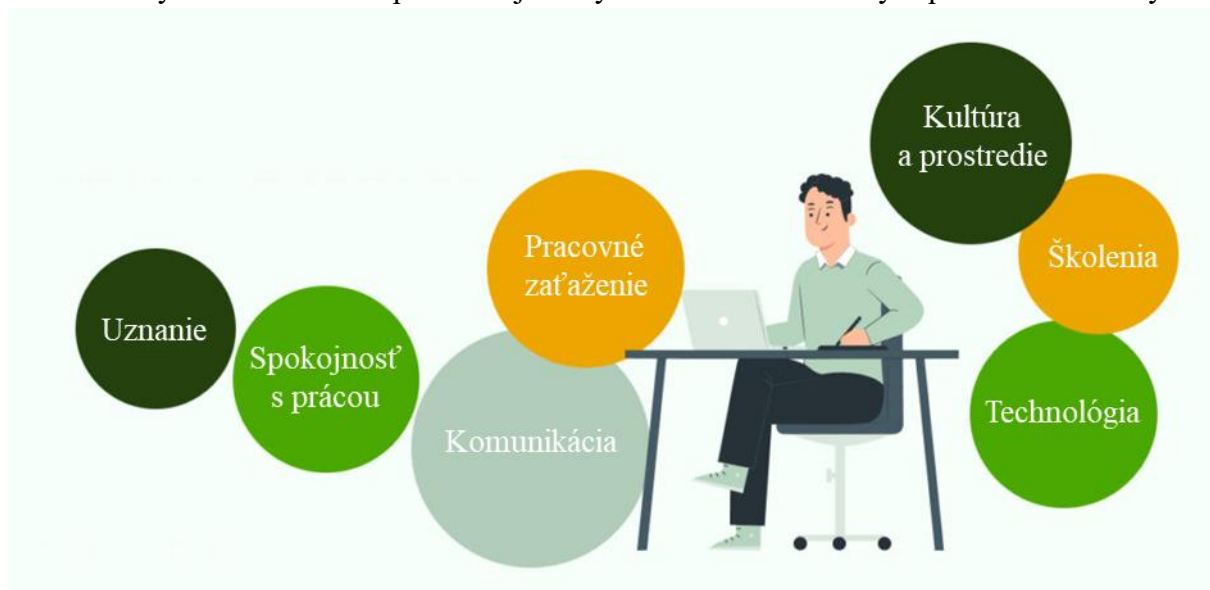 Kultúra
a prostredie
Pracovné
zaťaženie
Školenia
Uznanie
Spokojnosť
s prácou
Komunikácia
Technológia